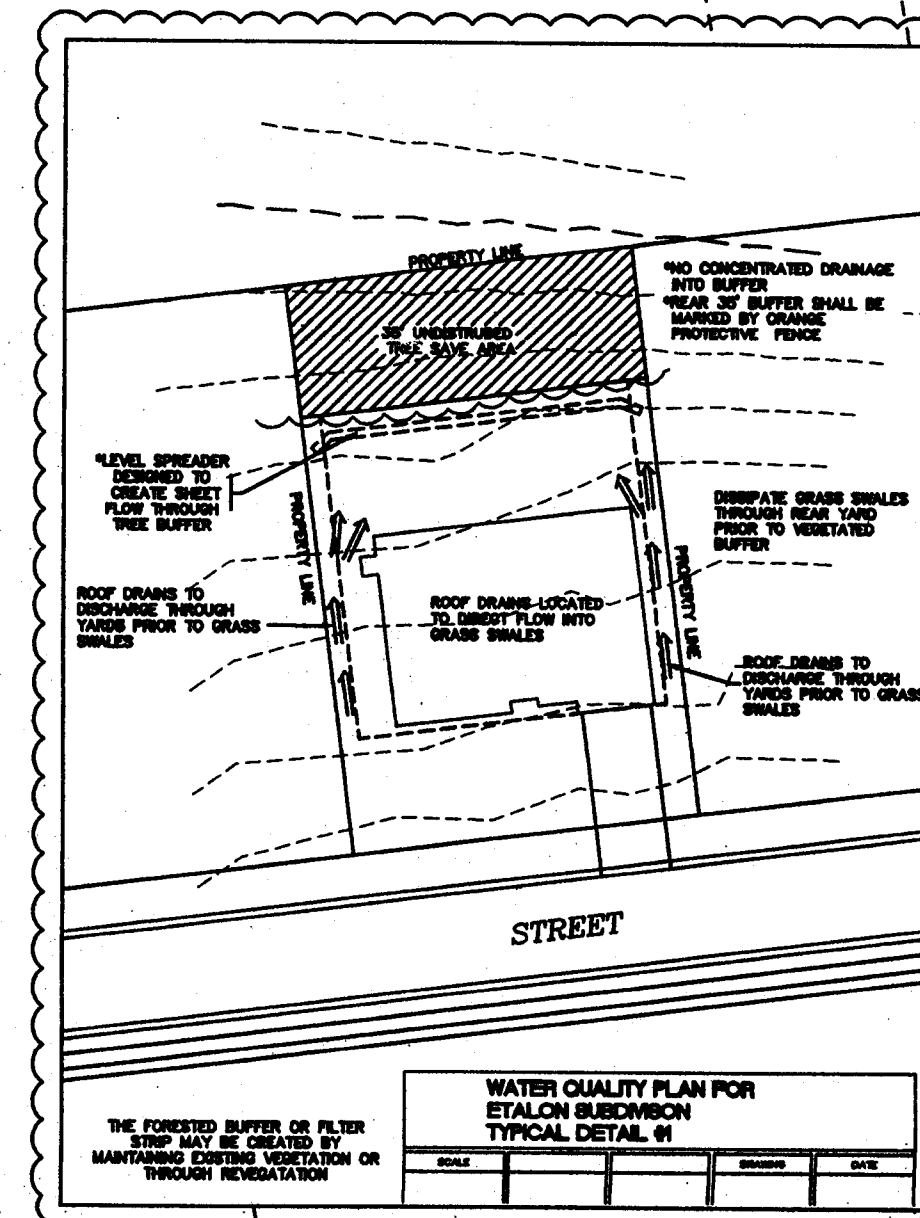 PROPERTY LINE
*NO CONCENTRATED DRAINAGE
INTO BUFFER
*REAR 35' BUFFER SHALL BE
MARKED BY ORANGE
PROTECTIVE FENCE
35' UNDISTRUBED
TREE SAVE AREA
*LEVEL SPREADER
DESIGNED TO
CREATE SHEET
FLOW THROUGH
TREE BUFFER
PROPERTY LINE
DISSIPATE GRASS SWALES
THROUGH REAR YARD
PRIOR TO VEGETATED
BUFFER
PROPERTY LINE
ROOF DRAINS TO
DISCHARGE THROUGH
YARDS PRIOR TO GRASS
SWALES
ROOF DRAINS LOCATED
TO DIRECT FLOW INTO
GRASS SWALES
ROOF DRAINS TO
DISCHARGE THROUGH
YARDS PRIOR TO GRASS
SWALES
STREET
THE FORESTED BUFFER OR FILTER
STRIP MAY BE CREATED BY
MAINTAINING EXISTING VEGETATION OR
THROUGH REVEGATATION
WATER QUALITY PLAN FOR
ETALON SUBDIVISON
TYPICAL DETAIL #1
SCALE
DRAWING
DATE